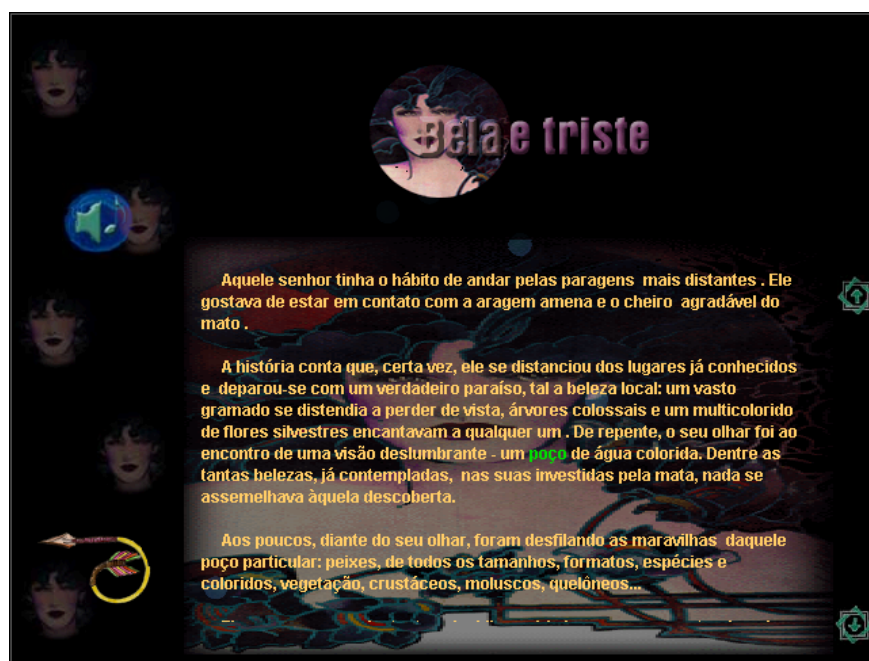 Bela e triste
Aquele senhor tinha o hábito de andar pelas paragens mais distantes . Ele
gostava de estar em contato com a aragem amena e o cheiro agradável do
mato .
A história conta que, certa vez, ele se distanciou dos lugares já conhecidos
e deparou-se com um verdadeiro paraíso, tal a beleza local: um vasto
gramado se distendia a perder de vista, árvores colossais e um multicolorido
de flores silvestres encantavam a qualquer um . De repente, o seu olhar foi ao
encontro de uma visão deslumbrante - um poço de água colorida. Dentre as
tantas belezas, já contempladas, nas suas investidas pela mata, nada se
assemelhava àquela descoberta.
Aos poucos, diante do seu olhar, foram desfilando as maravilhas daquele
poço particular: peixes, de todos os tamanhos, formatos, espécies e
coloridos, vegetação, crustáceos, moluscos, quelôneos...